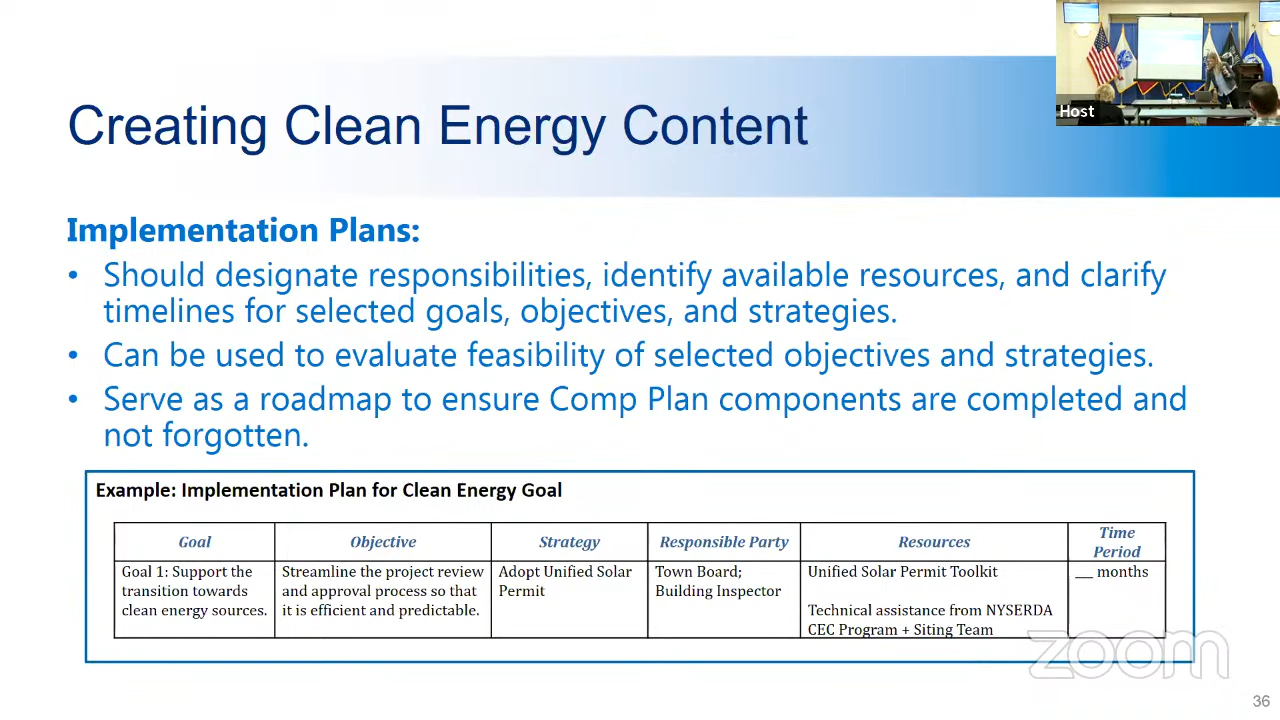 Host
Creating Clean Energy Content
Implementation Plans:
• Should designate responsibilities, identify available resources, and clarify
timelines for selected goals, objectives, and strategies.
• Can be used to evaluate feasibility of selected objectives and strategies.
• Serve as a roadmap to ensure Comp Plan components are completed and
not forgotten.
Example: Implementation Plan for Clean Energy Goal
Goal
Objective
Strategy
Responsible Party
Resources
Time
Period
Goal 1: Support the
transition towards
clean energy sources.
Streamline the project review
and approval process so that
it is efficient and predictable.
Adopt Unified Solar
Permit
Town Board;
Building Inspector
Unified Solar Permit Toolkit
Technical assistance from NYSERDA
CEC Program + Siting Team
___ months
zoom
36